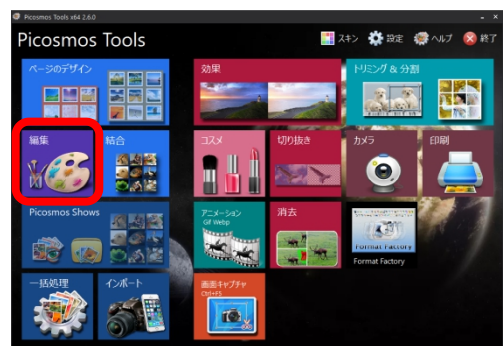 Picosmos Tools x64 2.6.0
Picosmos Tools
スキン 設定 ヘルプ 終了
ページのデザイン
効果
トリミング & 分割
編集
結合
コスメ
切り抜き
カメラ
印刷
Picosmos Shows
アニメーション
Gif Webp
消去
Format Factory
Format Factory
一括処理
インポート
画面キャプチャ
Ctrl+F5